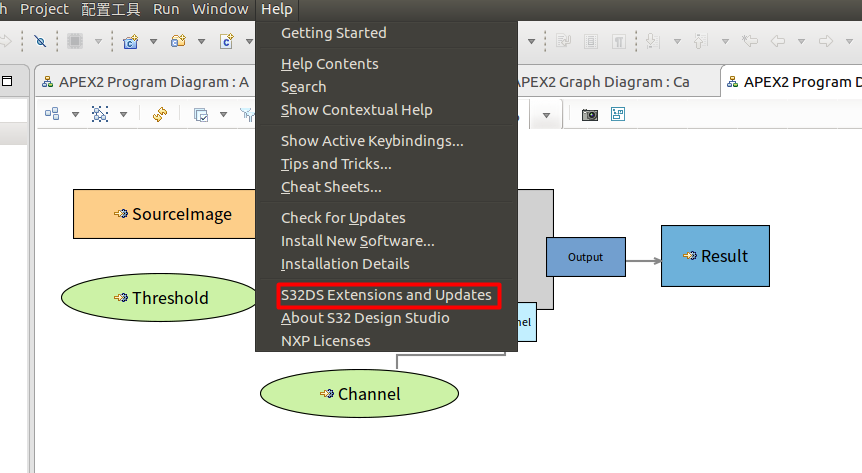 h Project 配置工具 Run Window Help
Getting Started
Help Contents
Search
Show Contextual Help
Show Active Keybindings...
Tips and Tricks...
Cheat Sheets...
Check for Updates
Install New Software...
Installation Details
S32DS Extensions and Updates
About S32 Design Studio
NXP Licenses
APEX2 Program Diagram : A
APEX2 Graph Diagram : Ca
APEX2 Program D
SourceImage
Threshold
Output
Result
nel
Channel